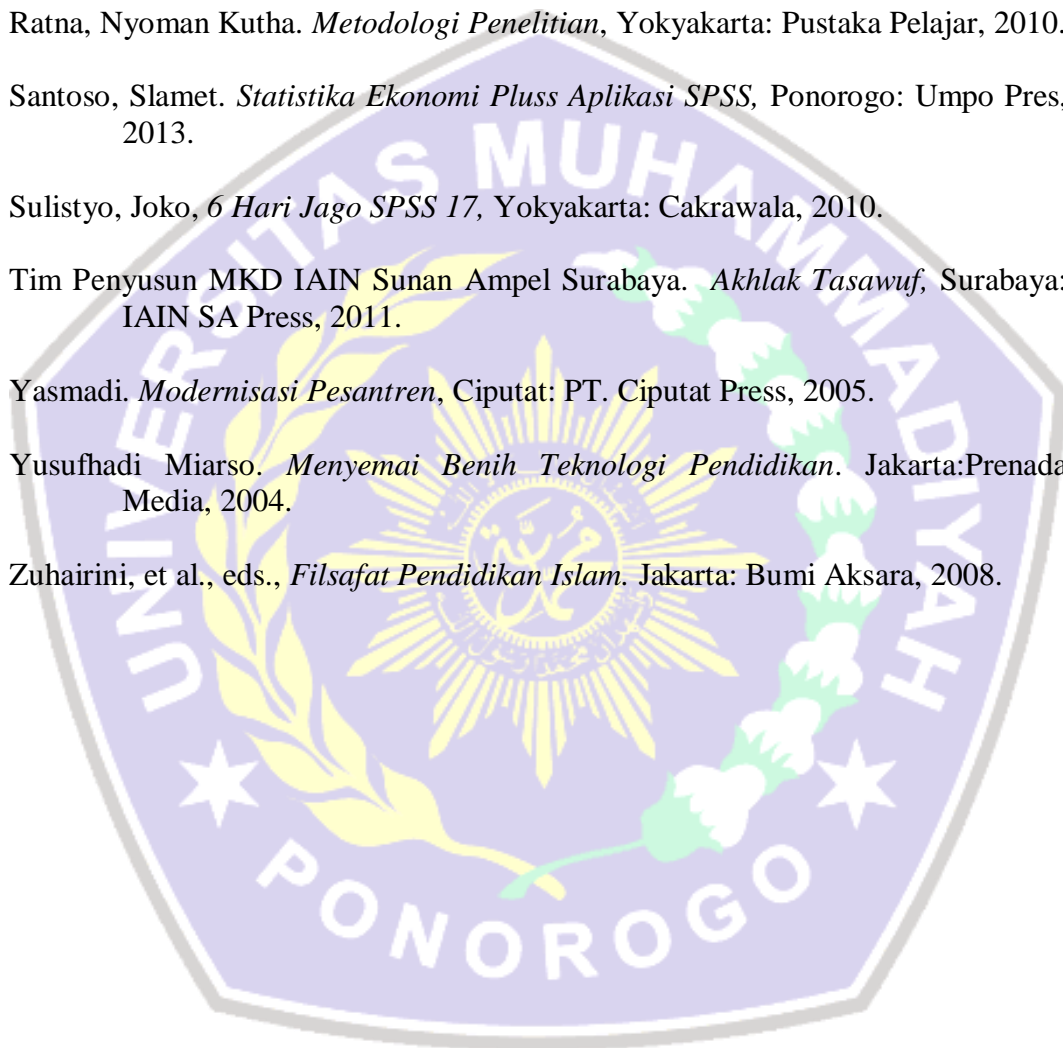 Ratna, Nyoman Kutha. Metodologi Penelitian, Yokyakarta: Pustaka Pelajar, 2010.
Santoso, Slamet. Statistika Ekonomi Pluss Aplikasi SPSS, Ponorogo: Umpo Pres,
2013.
Sulistyo, Joko, 6 Hari Jago SPSS 17, Yokyakarta: Cakrawala, 2010.
Tim Penyusun MKD IAIN Sunan Ampel Surabaya. Akhlak Tasawuf, Surabaya:
IAIN SA Press, 2011.
Yasmadi. Modernisasi Pesantren, Ciputat: PT. Ciputat Press, 2005.
Yusufhadi Miarso. Menyemai Benih Teknologi Pendidikan. Jakarta:Prenada
Media, 2004.
Zuhairini, et al., eds., Filsafat Pendidikan Islam. Jakarta: Bumi Aksara, 2008.
UNIVERSITAS MUHAMMADIYAH
PONOROGO
محمدية